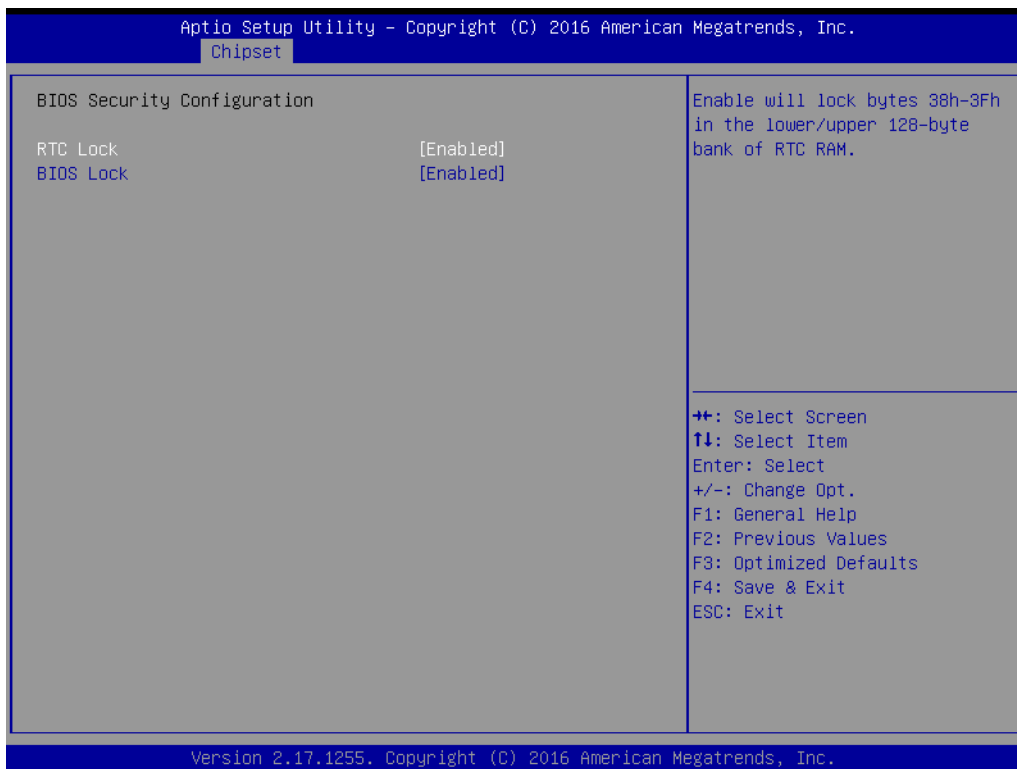 Aptio Setup Utility – Copyright (C) 2016 American Megatrends, Inc.
Chipset
BIOS Security Configuration
RTC Lock [Enabled]
BIOS Lock [Enabled]
Enable will lock bytes 38h-3Fh
in the lower/upper 128-byte
bank of RTC RAM.
→←: Select Screen
↑↓: Select Item
Enter: Select
+/-: Change Opt.
F1: General Help
F2: Previous Values
F3: Optimized Defaults
F4: Save & Exit
ESC: Exit
Version 2.17.1255. Copyright (C) 2016 American Megatrends, Inc.